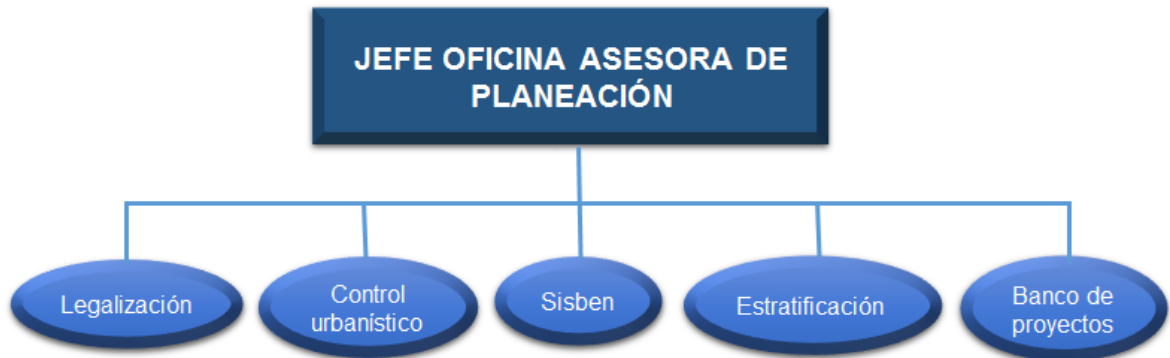 JEFE OFICINA ASESORA DE
PLANEACIÓN
Legalización
Control
urbanístico
Sisben
Estratificación
Banco de
proyectos